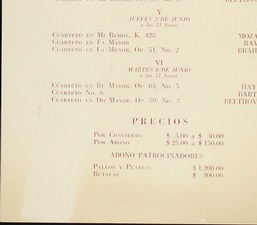 V
JUEVES 3 DE JUNIO
a las 21 horas
CUARTETO EN MI BEMOL, K. 428 MOZA
CUARTETO EN FA MAYOR RAV
CUARTETO EN LA MENOR, OP. 51, NO. 2 BRAH
VI
MARTES 8 DE JUNIO
a las 21 horas
CUARTETO EN RE MAYOR, OP. 64, NO. 5 HAY
CUARTETO NO. 6 BART
CUARTETO EN DO MAYOR, OP. 59, NO. 3 BEETHOV
PRECIOS
POR CONCIERTO $ 5.00 A $ 30.00
POR ABONO $ 25.00 A $ 150.00
ABONO PATROCINADORES
PALCOS Y PLATEAS $ 1,200.00
BUTACAS $ 200.00